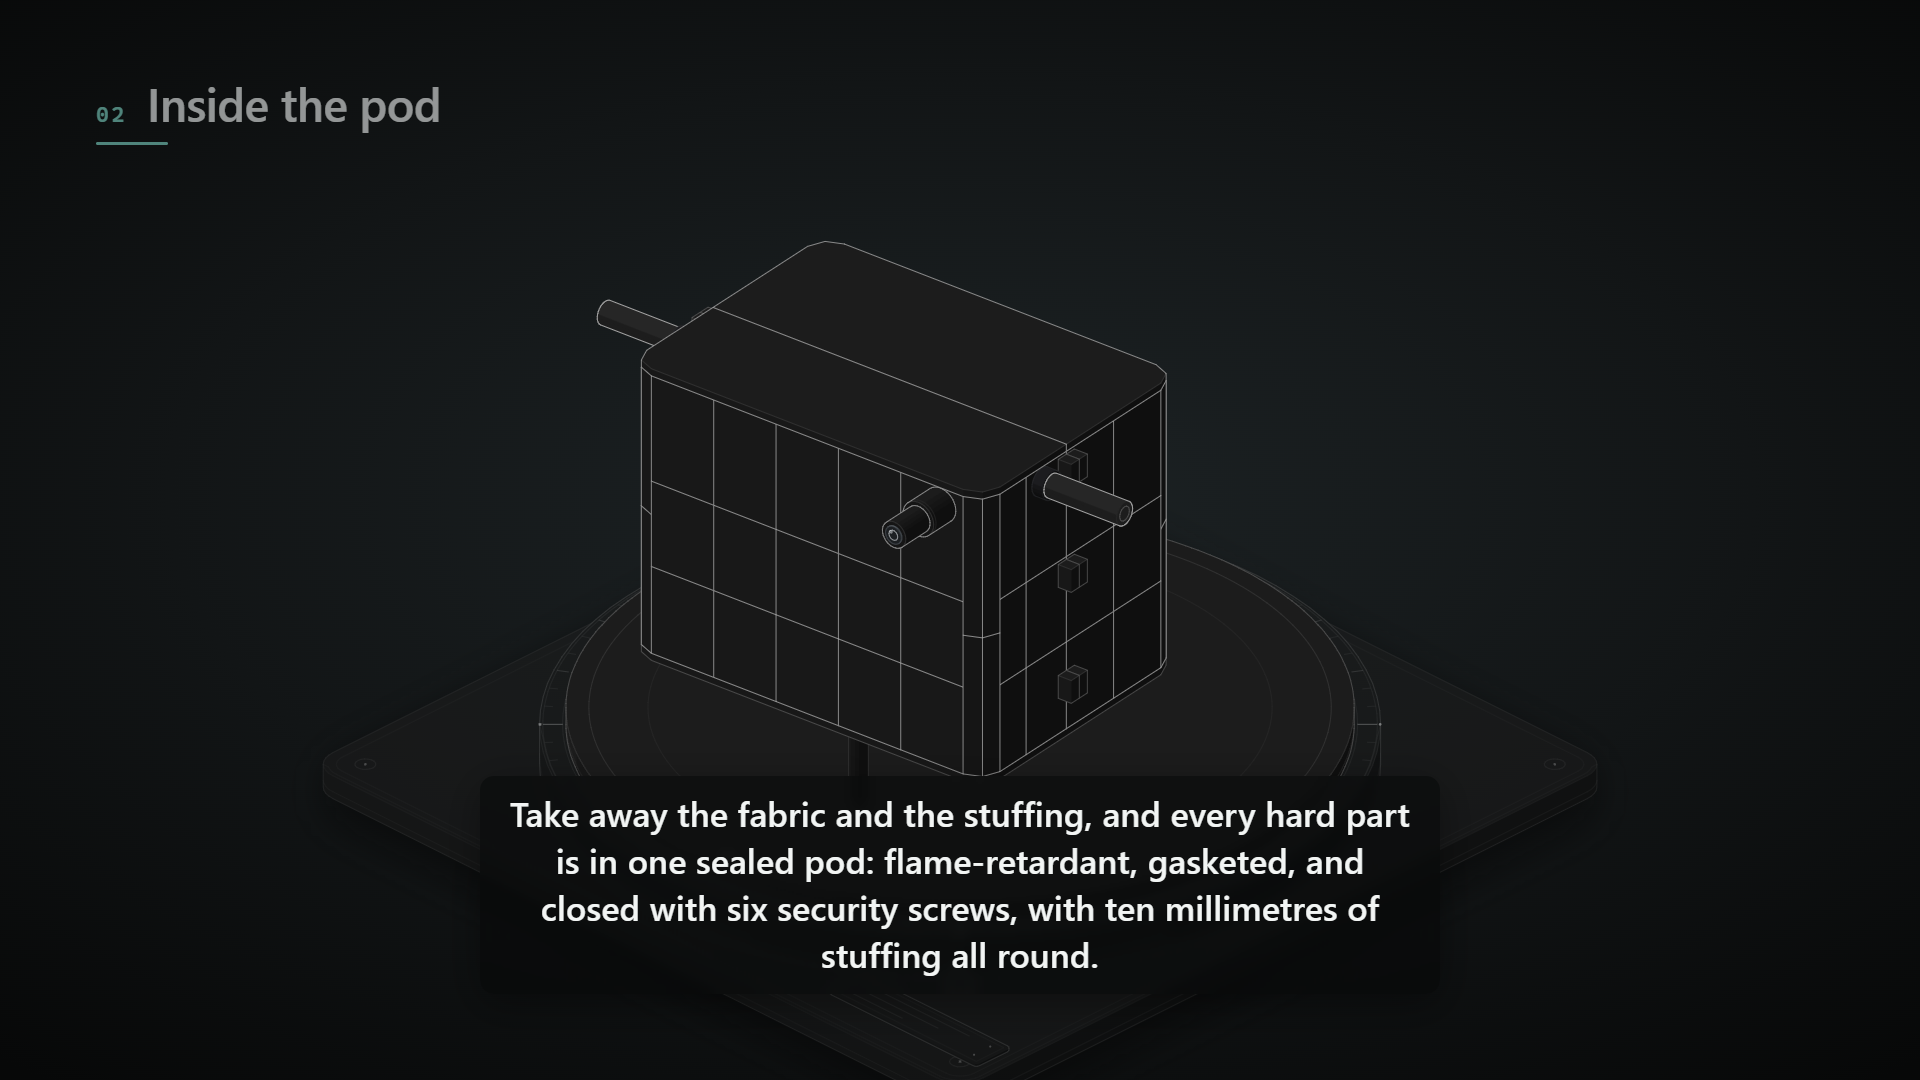 02 Inside the pod
Take away the fabric and the stuffing, and every hard part
is in one sealed pod: flame-retardant, gasketed, and
closed with six security screws, with ten millimetres of
stuffing all round.